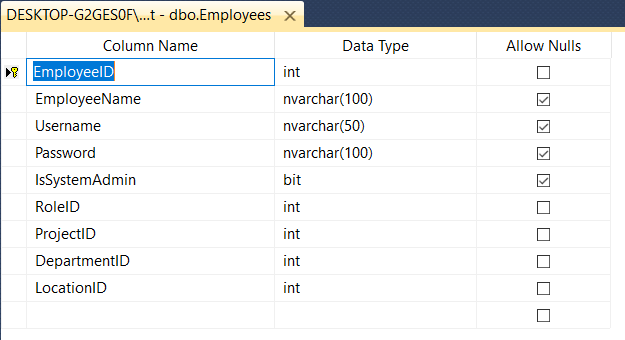 DESKTOP-G2GES0F\...t - dbo.Employees
Column Name Data Type Allow Nulls
EmployeeID int
EmployeeName nvarchar(100)
Username nvarchar(50)
Password nvarchar(100)
IsSystemAdmin bit
RoleID int
ProjectID int
DepartmentID int
LocationID int